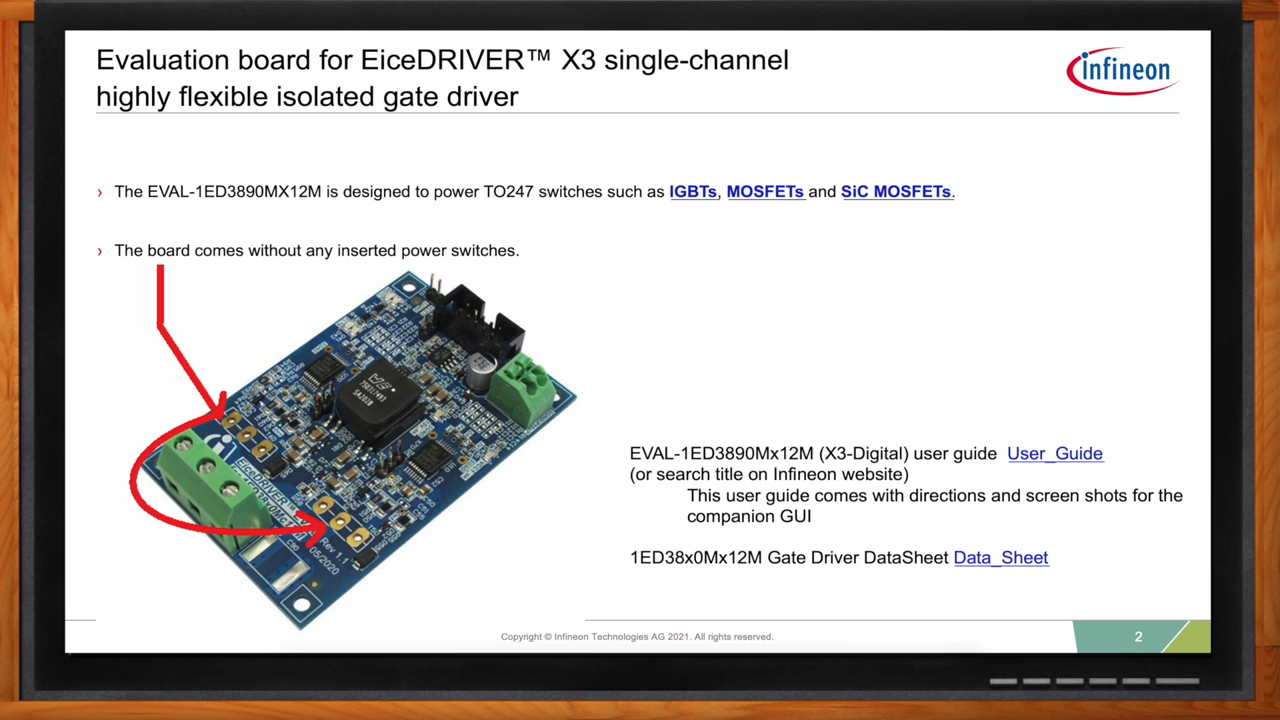 Evaluation board for EiceDRIVER™ X3 single-channel
highly flexible isolated gate driver
infineon
› The EVAL-1ED3890MX12M is designed to power TO247 switches such as IGBTs, MOSFETs and SiC MOSFETs.
› The board comes without any inserted power switches.
750317497
Rev 1.1
05/2020
EVAL-1ED3890Mx12M (X3-Digital) user guide User_Guide
(or search title on Infineon website)
This user guide comes with directions and screen shots for the
companion GUI
1ED38x0Mx12M Gate Driver DataSheet Data_Sheet
Copyright © Infineon Technologies AG 2021. All rights reserved.
2